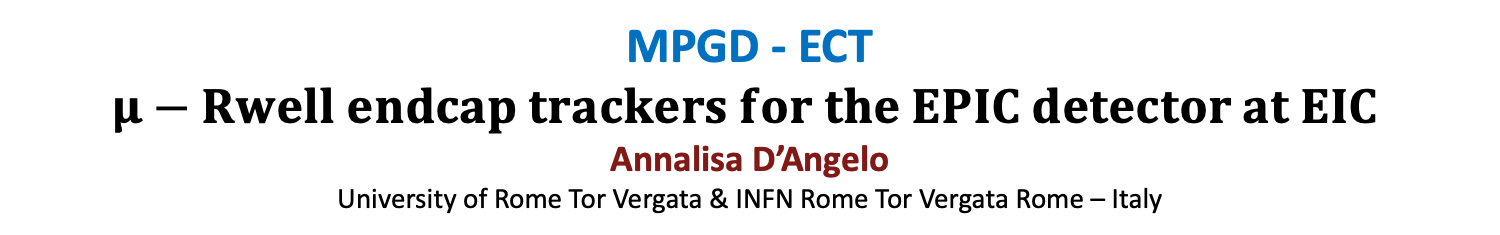 MPGD - ECT
μ − Rwell endcap trackers for the EPIC detector at EIC
Annalisa D’Angelo
University of Rome Tor Vergata & INFN Rome Tor Vergata Rome – Italy